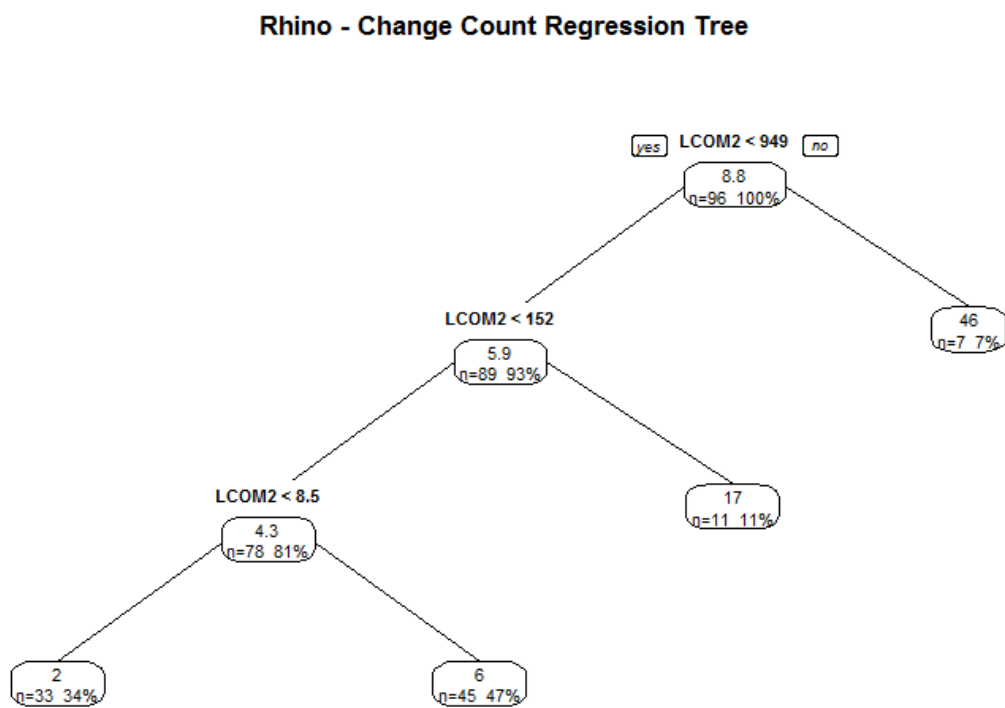 Rhino - Change Count Regression Tree
yes LCOM2 < 949 no
8.8
n=96 100%
LCOM2 < 152
46
n=7 7%
5.9
n=89 93%
LCOM2 < 8.5
17
n=11 11%
4.3
n=78 81%
2
n=33 34%
6
n=45 47%